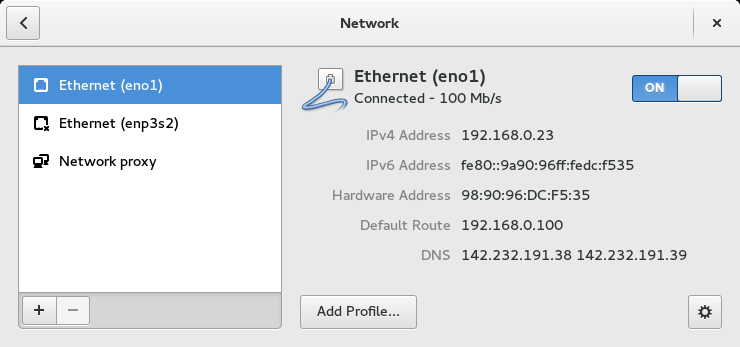 Network
Ethernet (eno1)
Ethernet (enp3s2)
Network proxy
Ethernet (eno1)
Connected - 100 Mb/s
ON
IPv4 Address 192.168.0.23
IPv6 Address fe80::9a90:96ff:fedc:f535
Hardware Address 98:90:96:DC:F5:35
Default Route 192.168.0.100
DNS 142.232.191.38 142.232.191.39
Add Profile...